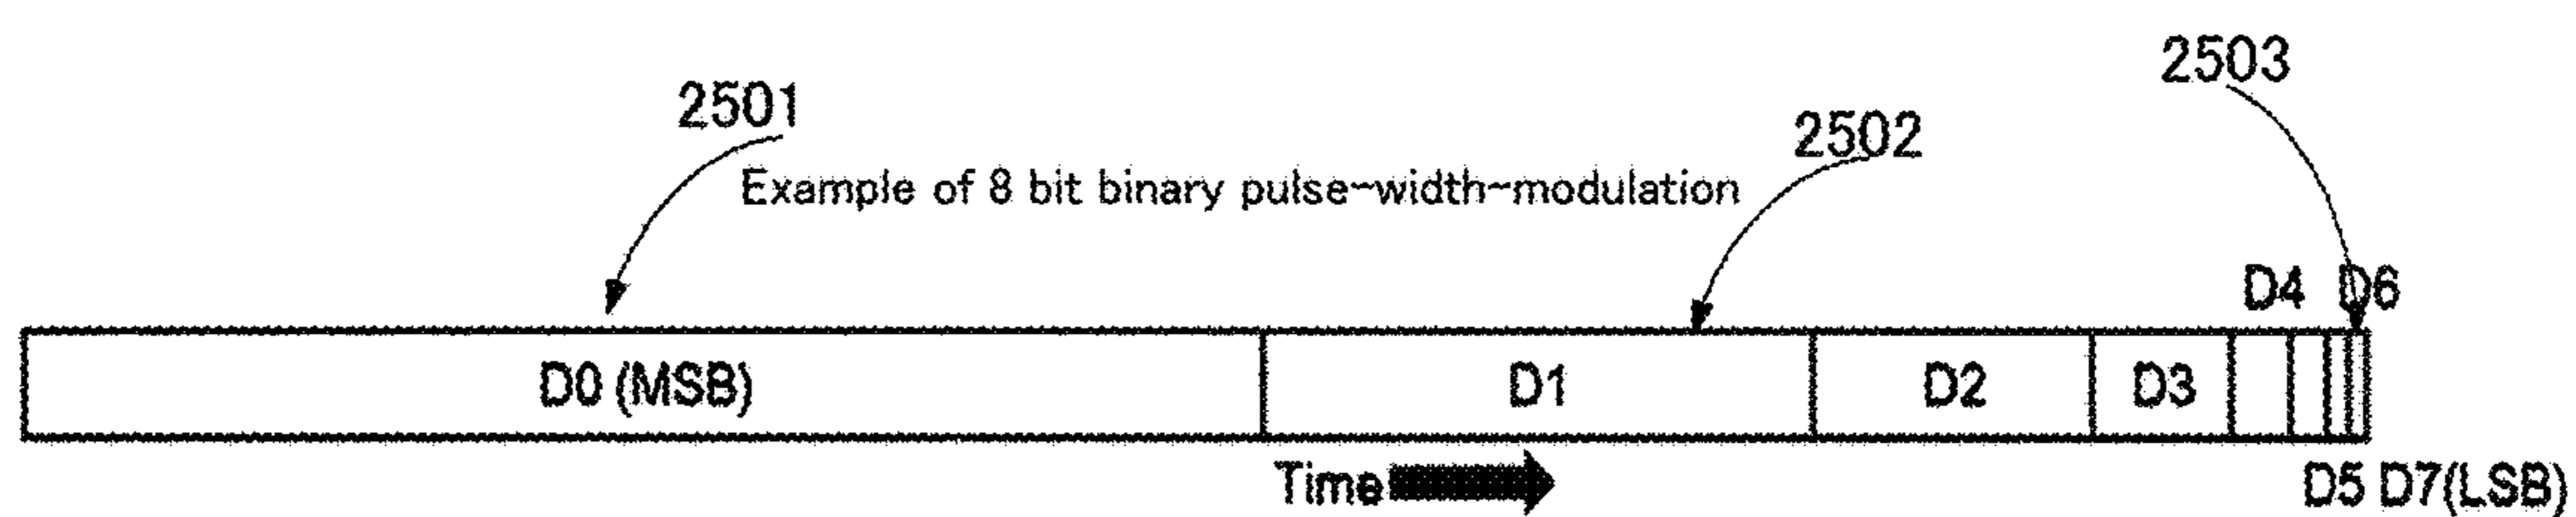 2503
2501
2502
Example of 8 bit binary pulse-width-modulation
D4 D6
D0 (MSB) D1 D2 D3
Time
D5 D7(LSB)